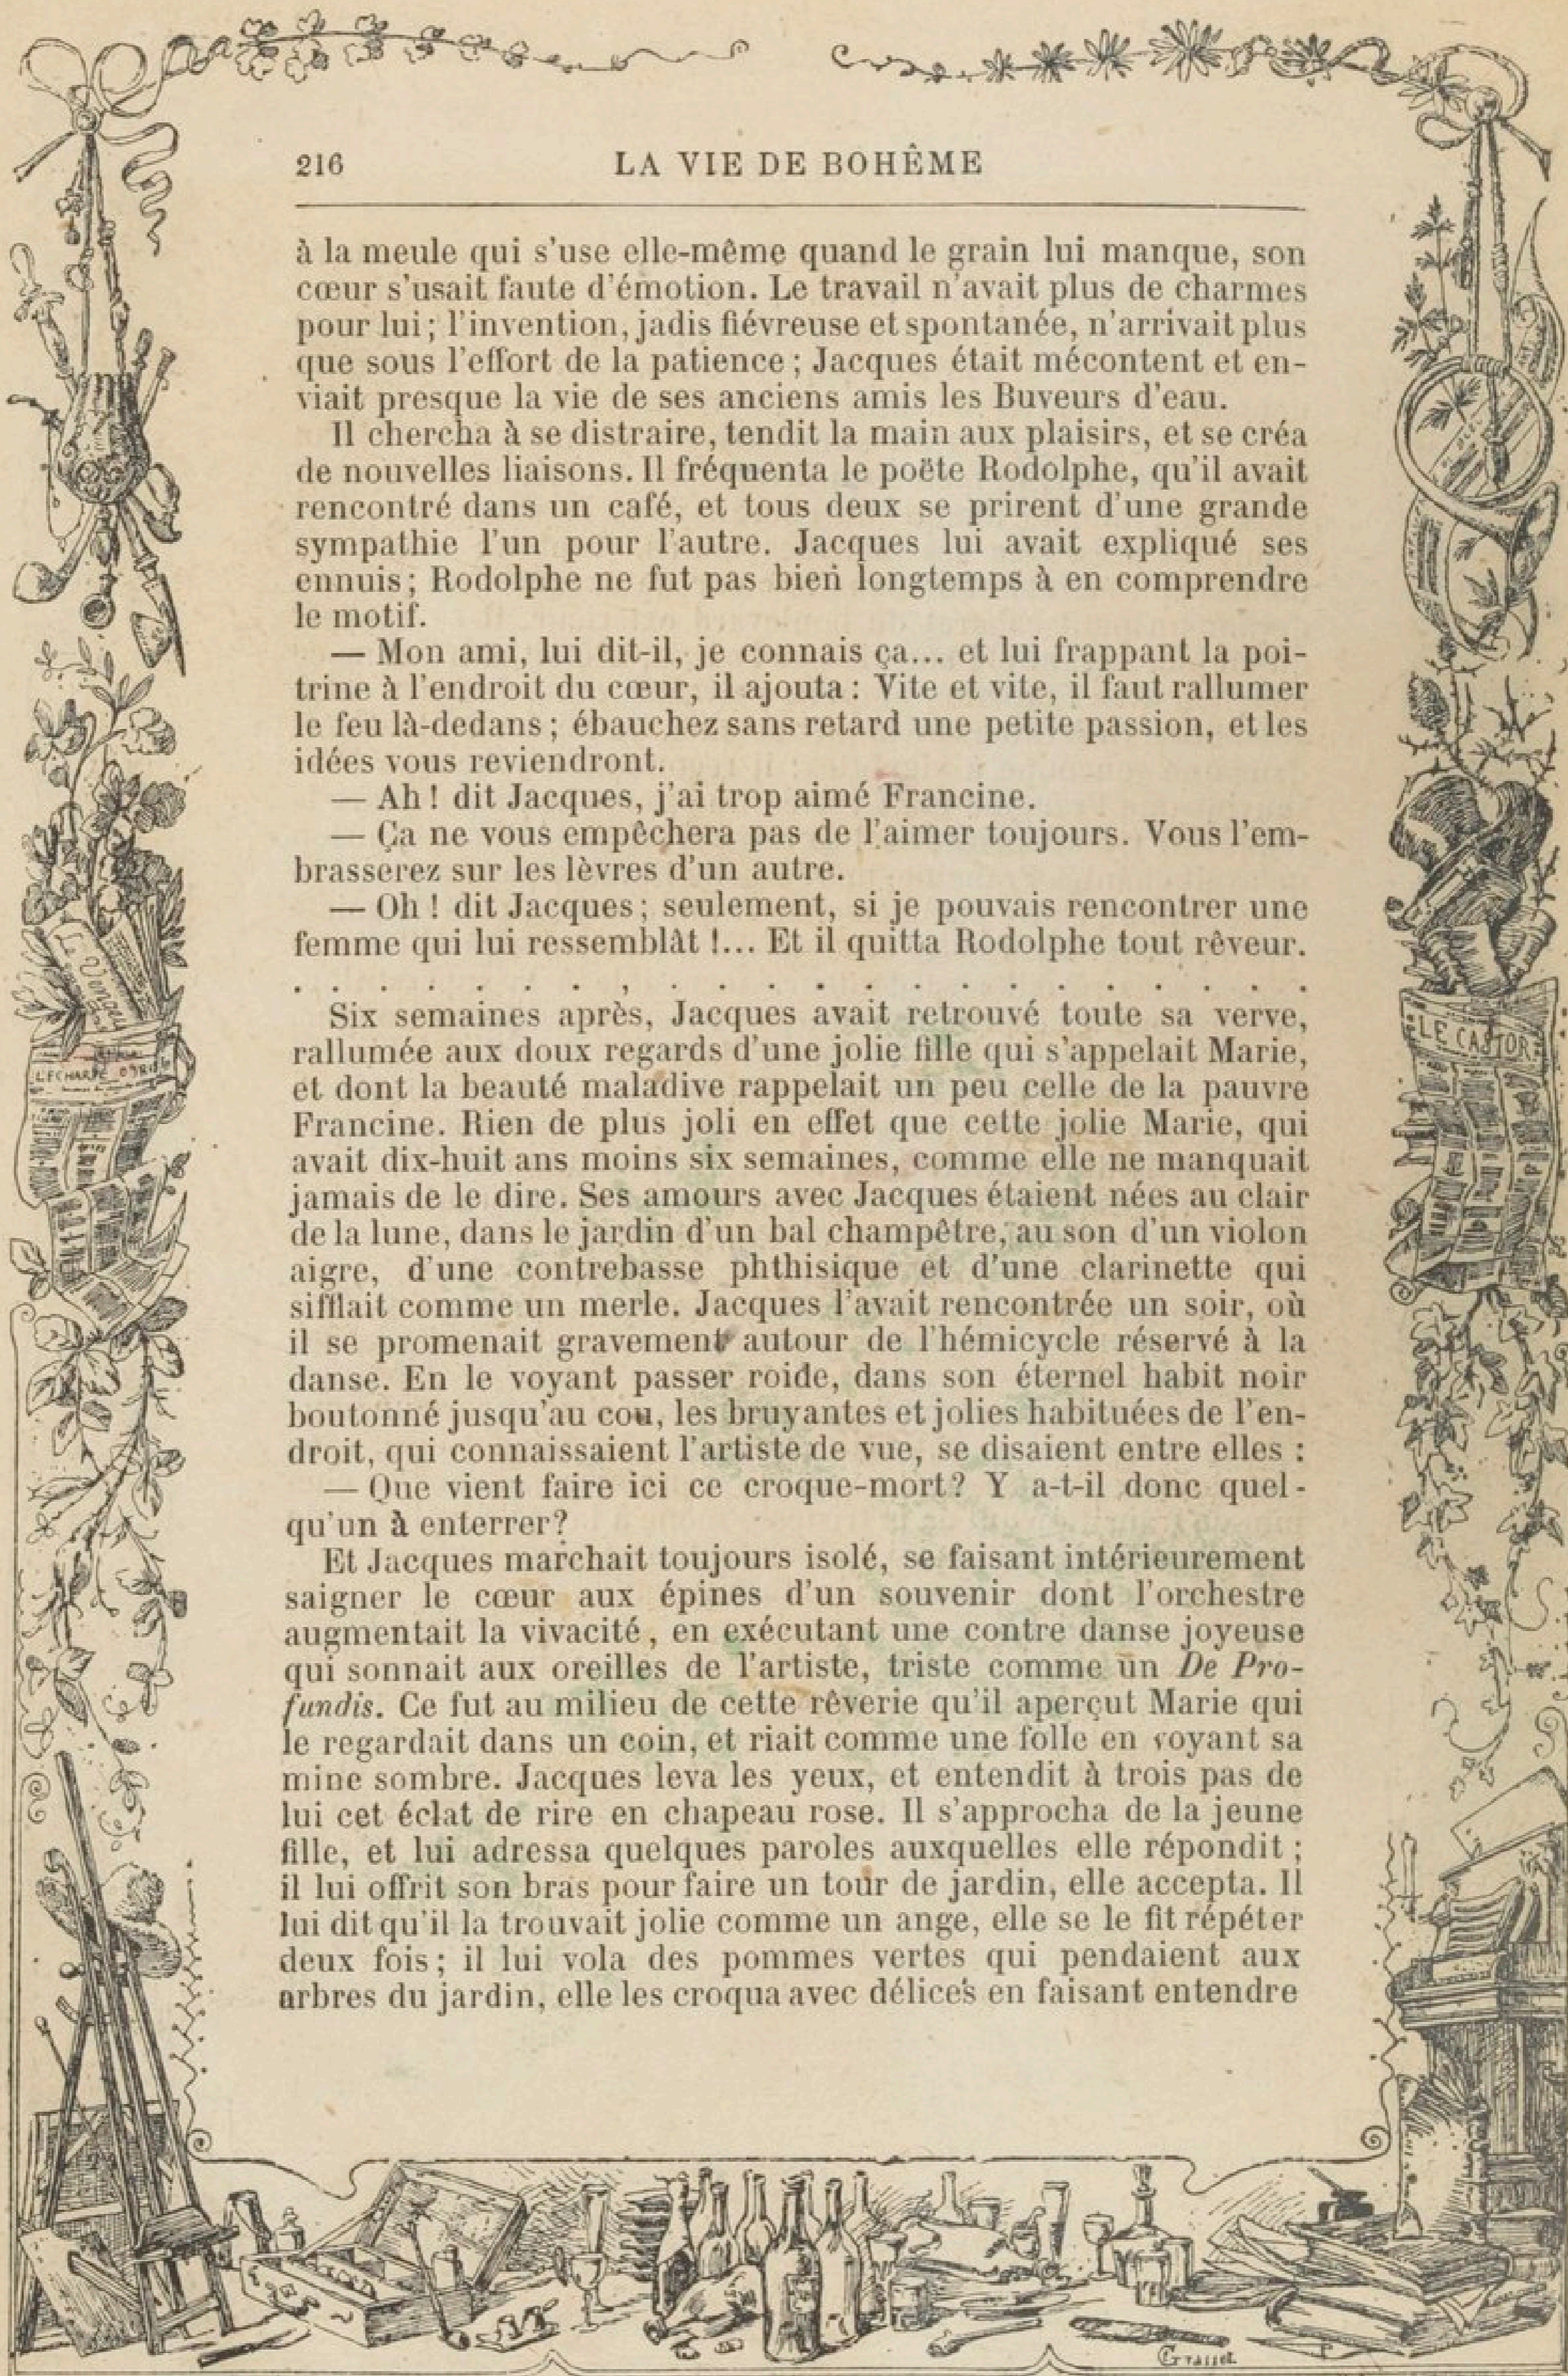 216 LA VIE DE BOHÊME
à la meule qui s'use elle-même quand le grain lui manque, son
cœur s'usait faute d'émotion. Le travail n'avait plus de charmes
pour lui ; l'invention, jadis fiévreuse et spontanée, n'arrivait plus
que sous l'effort de la patience ; Jacques était mécontent et en-
viait presque la vie de ses anciens amis les Buveurs d'eau.
Il chercha à se distraire, tendit la main aux plaisirs, et se créa
de nouvelles liaisons. Il fréquenta le poëte Rodolphe, qu'il avait
rencontré dans un café, et tous deux se prirent d'une grande
sympathie l'un pour l'autre. Jacques lui avait expliqué ses
ennuis ; Rodolphe ne fut pas bien longtemps à en comprendre
le motif.
— Mon ami, lui dit-il, je connais ça... et lui frappant la poi-
trine à l'endroit du cœur, il ajouta : Vite et vite, il faut rallumer
le feu là-dedans ; ébauchez sans retard une petite passion, et les
idées vous reviendront.
— Ah ! dit Jacques, j'ai trop aimé Francine.
— Ça ne vous empêchera pas de l'aimer toujours. Vous l'em-
brasserez sur les lèvres d'un autre.
— Oh ! dit Jacques ; seulement, si je pouvais rencontrer une
femme qui lui ressemblât !... Et il quitta Rodolphe tout rêveur.
. . . . . . . . . . . . . . . . . . . . . .
Six semaines après, Jacques avait retrouvé toute sa verve,
rallumée aux doux regards d'une jolie fille qui s'appelait Marie,
et dont la beauté maladive rappelait un peu celle de la pauvre
Francine. Rien de plus joli en effet que cette jolie Marie, qui
avait dix-huit ans moins six semaines, comme elle ne manquait
jamais de le dire. Ses amours avec Jacques étaient nées au clair
de la lune, dans le jardin d'un bal champêtre, au son d'un violon
aigre, d'une contrebasse phthisique et d'une clarinette qui
sifflait comme un merle. Jacques l'avait rencontrée un soir, où
il se promenait gravement autour de l'hémicycle réservé à la
danse. En le voyant passer roide, dans son éternel habit noir
boutonné jusqu'au cou, les bruyantes et jolies habituées de l'en-
droit, qui connaissaient l'artiste de vue, se disaient entre elles :
— Que vient faire ici ce croque-mort? Y a-t-il donc quel-
qu'un à enterrer?
Et Jacques marchait toujours isolé, se faisant intérieurement
saigner le cœur aux épines d'un souvenir dont l'orchestre
augmentait la vivacité, en exécutant une contre danse joyeuse
qui sonnait aux oreilles de l'artiste, triste comme un De Pro-
fundis. Ce fut au milieu de cette rêverie qu'il aperçut Marie qui
le regardait dans un coin, et riait comme une folle en voyant sa
mine sombre. Jacques leva les yeux, et entendit à trois pas de
lui cet éclat de rire en chapeau rose. Il s'approcha de la jeune
fille, et lui adressa quelques paroles auxquelles elle répondit ;
il lui offrit son bras pour faire un tour de jardin, elle accepta. Il
lui dit qu'il la trouvait jolie comme un ange, elle se le fit répéter
deux fois ; il lui vola des pommes vertes qui pendaient aux
arbres du jardin, elle les croqua avec délices en faisant entendre
L'ECHARPE D'IRIS
LE CASTOR
Grasset